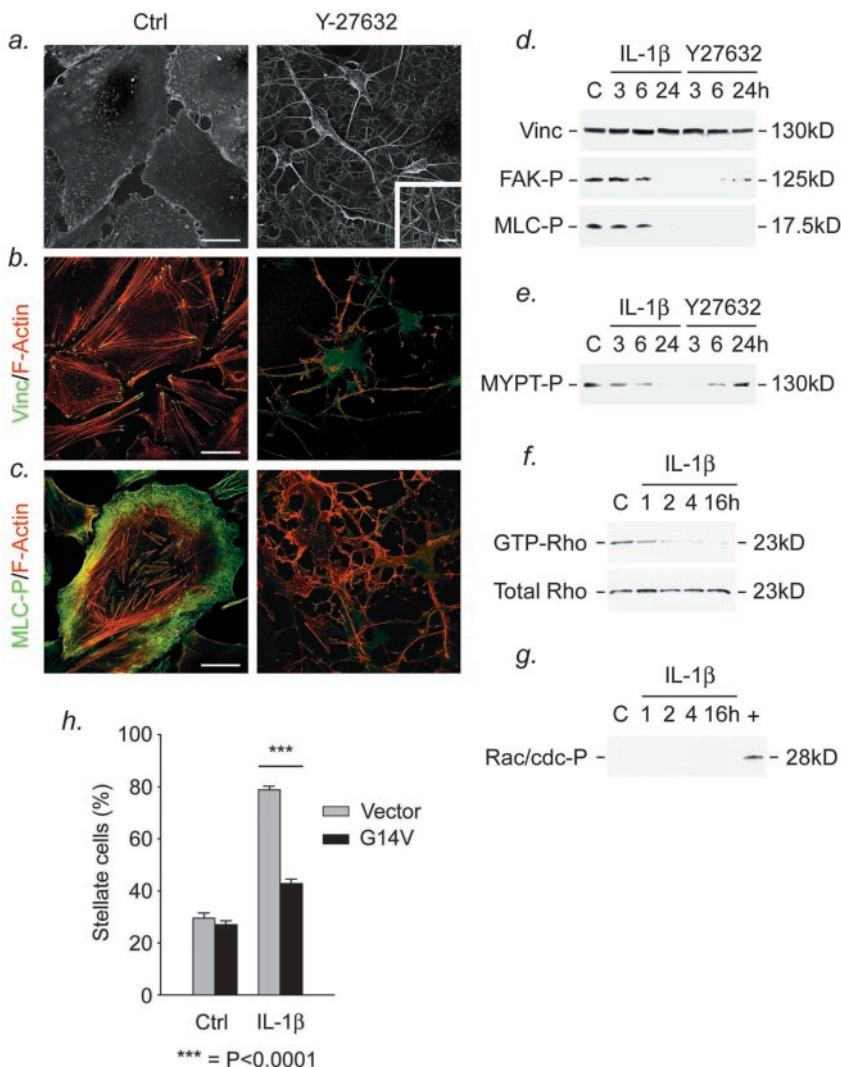 Ctrl Y-27632
a.
b.
Vinc/F-Actin
c.
MLC-P/F-Actin
d.
IL-1β Y27632
C 3 6 24 3 6 24h
Vinc - - 130kD
FAK-P - - 125kD
MLC-P - - 17.5kD
e.
IL-1β Y27632
C 3 6 24 3 6 24h
MYPT-P - - 130kD
f.
IL-1β
C 1 2 4 16h
GTP-Rho - - 23kD
Total Rho - - 23kD
g.
IL-1β
C 1 2 4 16h +
Rac/cdc-P - - 28kD
h.
Stellate cells (%)
100
80
60
40
20
0
***
Vector
G14V
Ctrl IL-1β
*** = P<0.0001